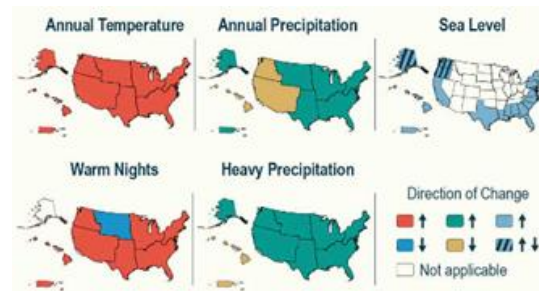 Annual Temperature
Annual Precipitation
Sea Level
Warm Nights
Heavy Precipitation
Direction of Change
↑ ↑ ↑
↓ ↓ ↑↓
Not applicable